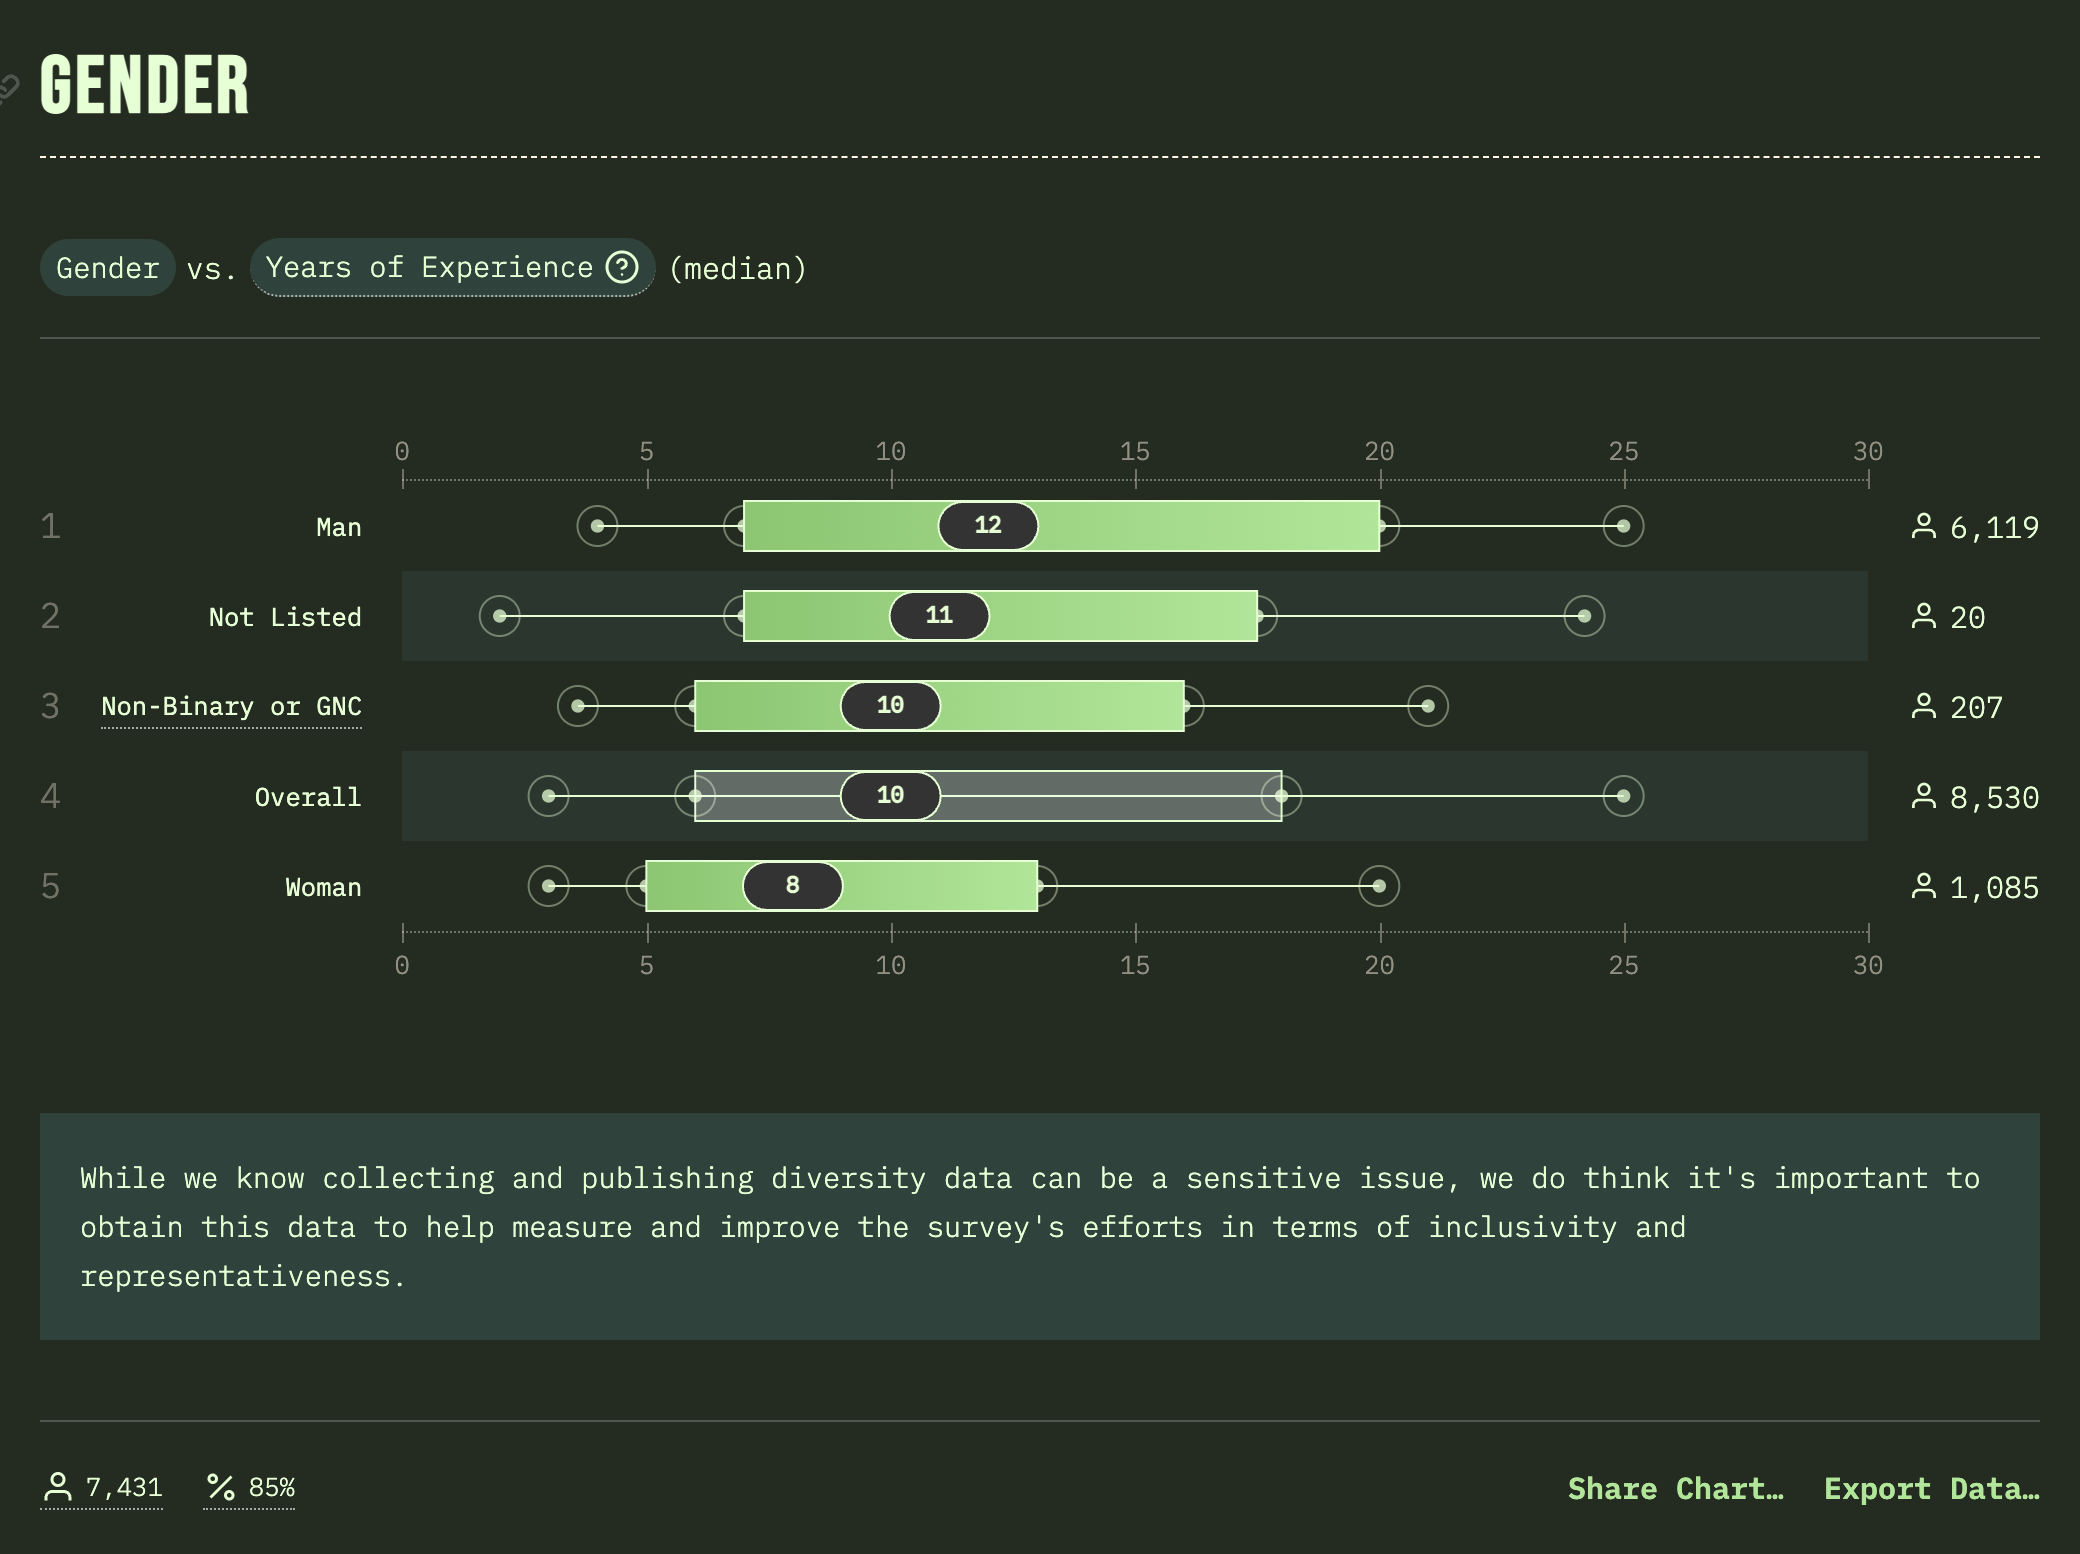 GENDER
Gender vs. Years of Experience (median)
0 5 10 15 20 25 30
1 Man 12 6,119
2 Not Listed 11 20
3 Non-Binary or GNC 10 207
4 Overall 10 8,530
5 Woman 8 1,085
0 5 10 15 20 25 30
While we know collecting and publishing diversity data can be a sensitive issue, we do think it's important to
obtain this data to help measure and improve the survey's efforts in terms of inclusivity and
representativeness.
7,431 85% Share Chart… Export Data…